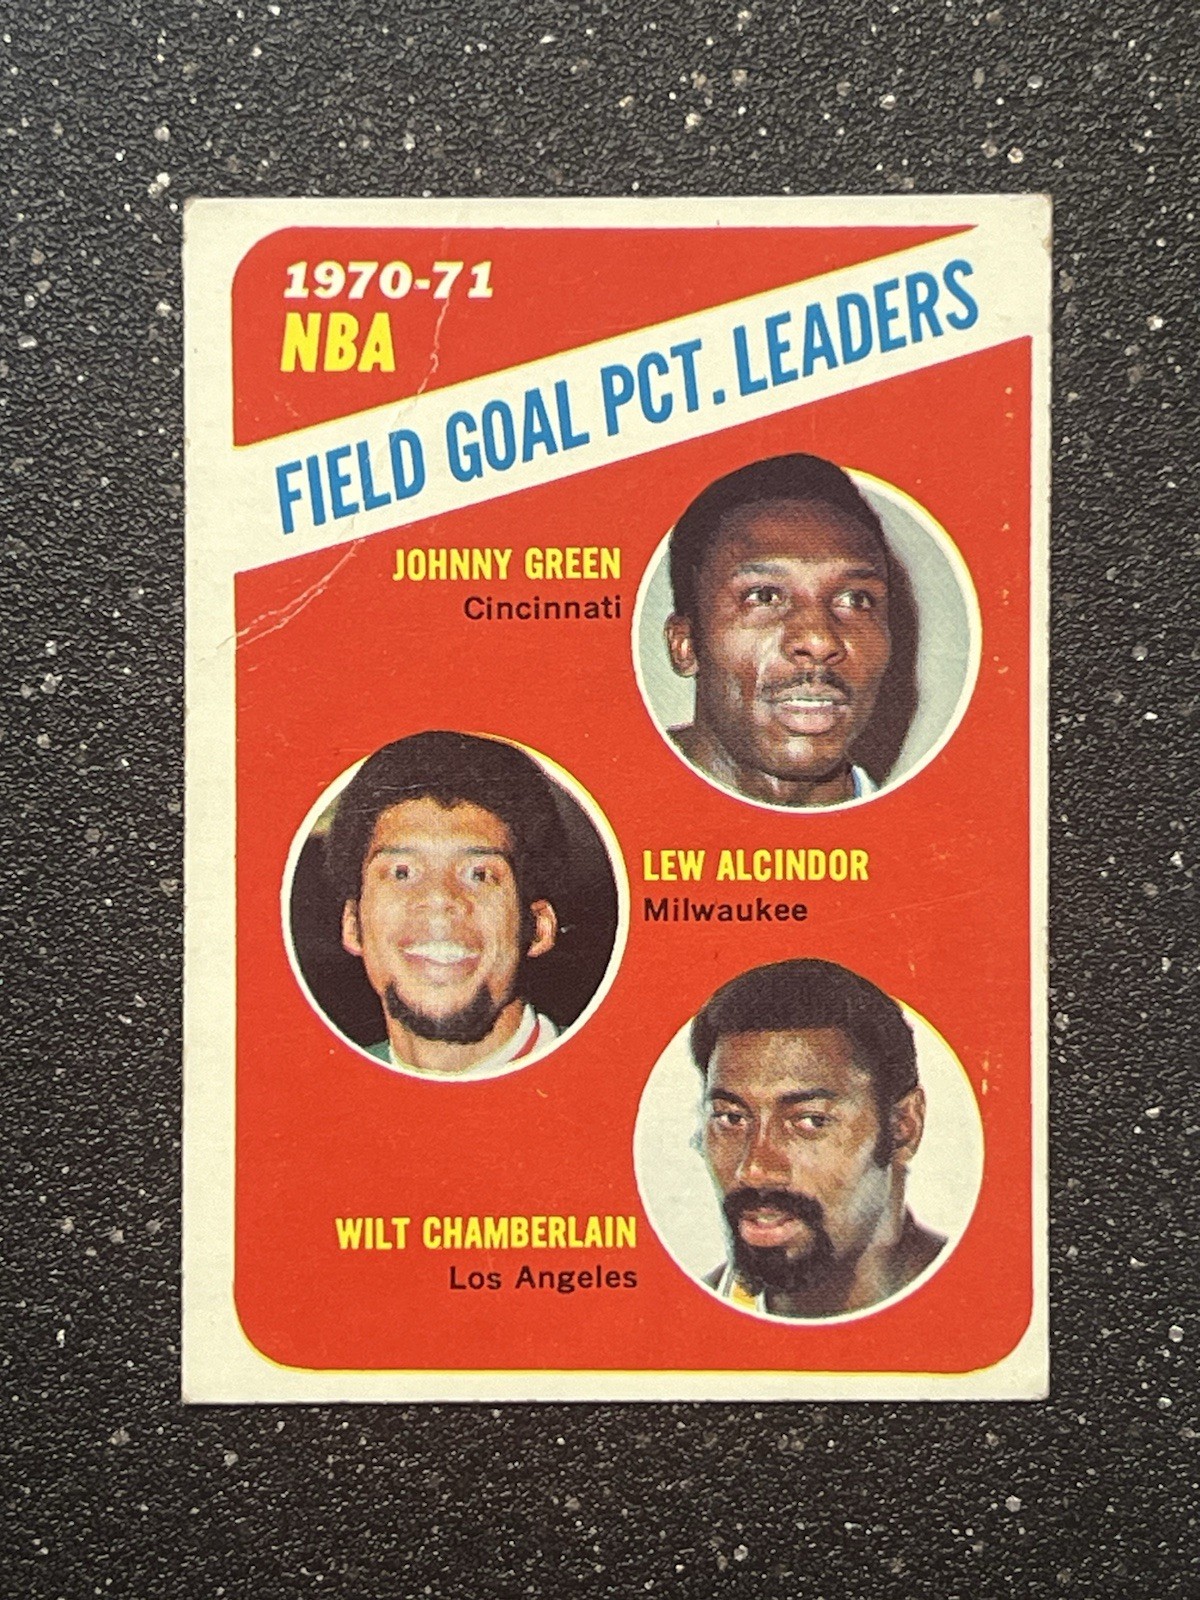 1970-71
NBA
FIELD GOAL PCT. LEADERS
JOHNNY GREEN
Cincinnati
LEW ALCINDOR
Milwaukee
WILT CHAMBERLAIN
Los Angeles